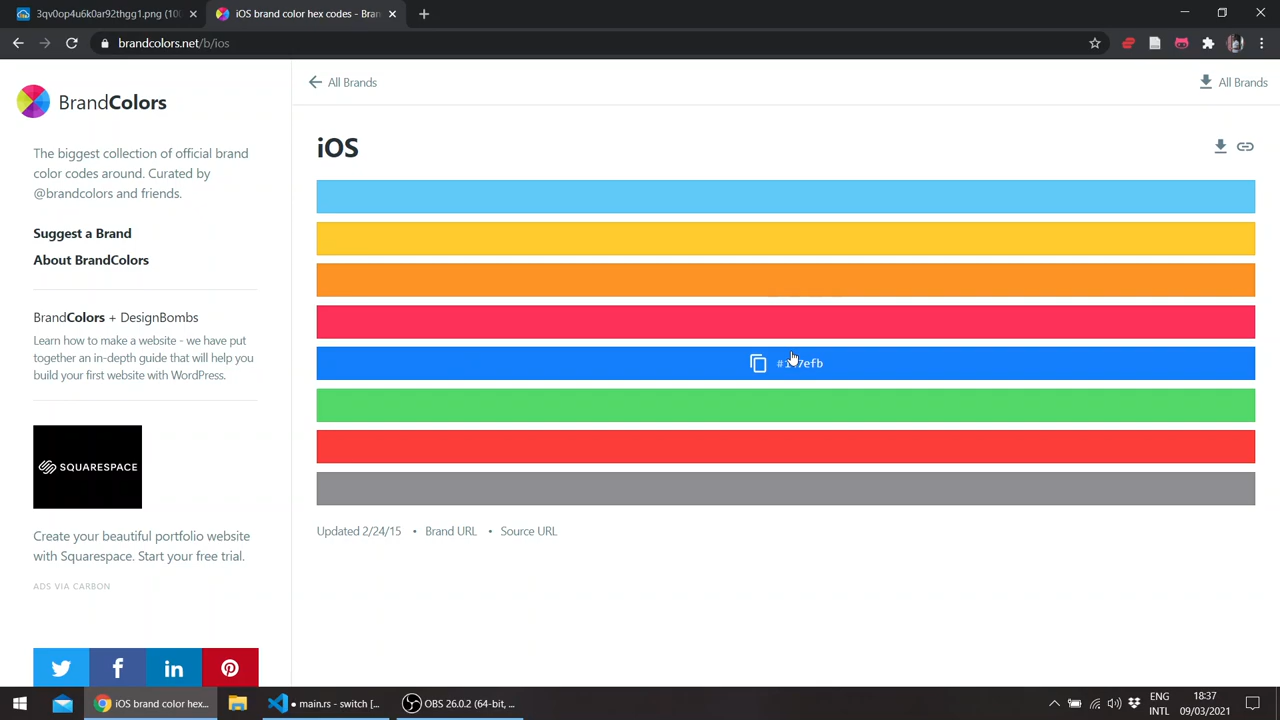 3qv0op4u6k0ar92thgg1.png (10
iOS brand color hex codes - Bran
brandcolors.net/b/ios
BrandColors
The biggest collection of official brand
color codes around. Curated by
@brandcolors and friends.
Suggest a Brand
About BrandColors
BrandColors + DesignBombs
Learn how to make a website - we have put
together an in-depth guide that will help you
build your first website with WordPress.
SQUARESPACE
Create your beautiful portfolio website
with Squarespace. Start your free trial.
ADS VIA CARBON
All Brands
All Brands
iOS
Updated 2/24/15 • Brand URL • Source URL
iOS brand color hex...
● main.rs - switch [...
OBS 26.0.2 (64-bit, ...
ENG
INTL
18:37
09/03/2021